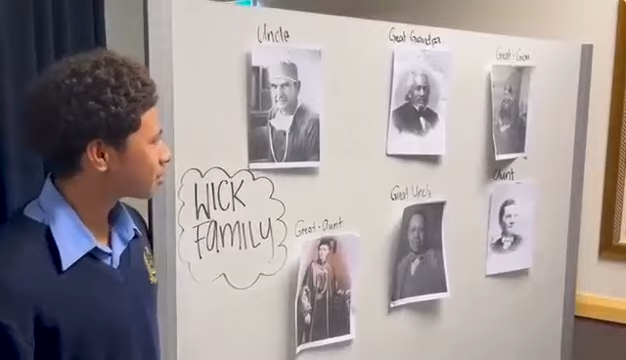 Uncle
Great Grandpa
Great-Gran
WICK
FAMILY
Great-Aunt
Great Uncle
Aunt